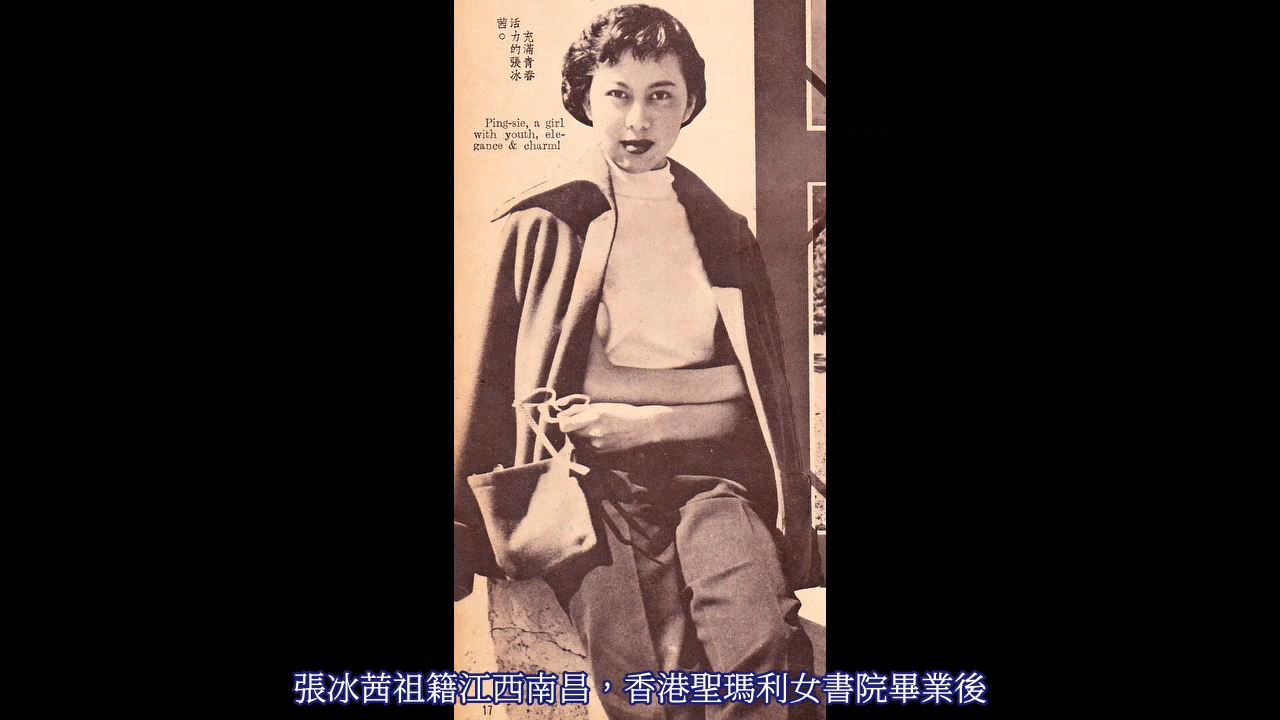 充滿青春
活力的張冰
茜。
Ping-sie, a girl
with youth, ele-
gance & charm!
17
張冰茜祖籍江西南昌，香港聖瑪利女書院畢業後